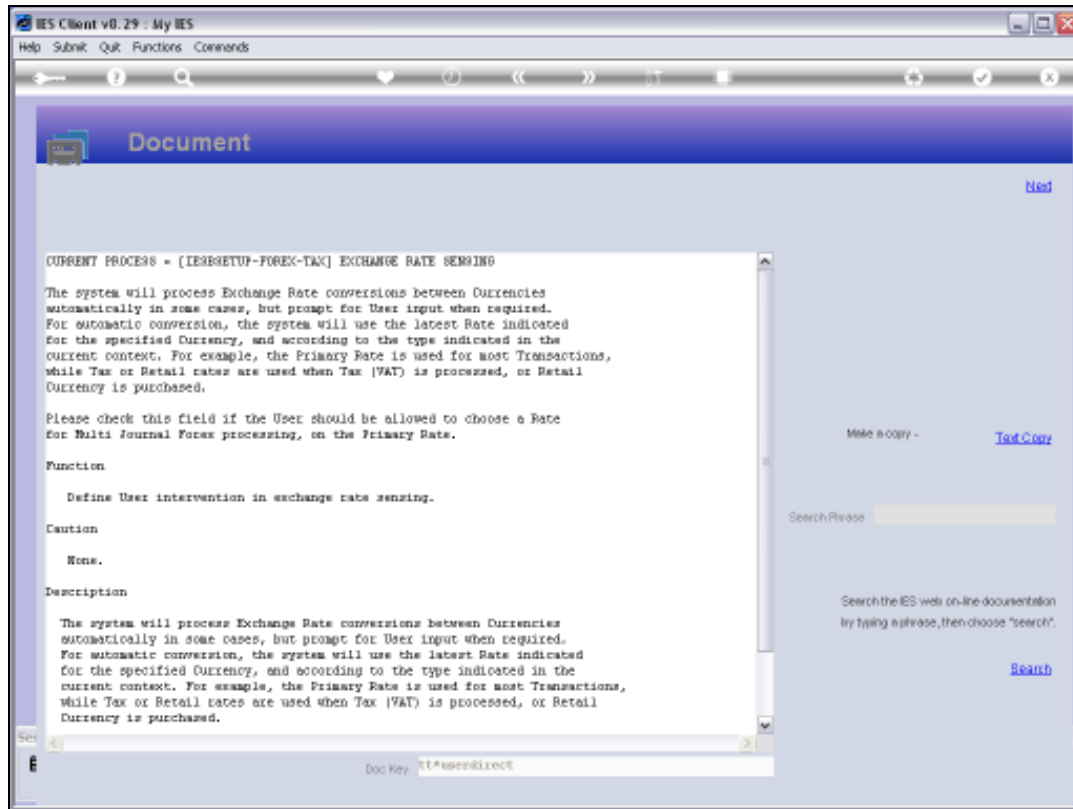 IES Client v8.29 : My IES
Help Submit Quit Functions Commands
Document
Next
CURRENT PROCESS = [IESBSETUP-FOREX-TAX] EXCHANGE RATE SENSING
The system will process Exchange Rate conversions between Currencies
automatically in some cases, but prompt for User input when required.
For automatic conversion, the system will use the latest Rate indicated
for the specified Currency, and according to the type indicated in the
current context. For example, the Primary Rate is used for most Transactions,
while Tax or Retail rates are used when Tax (VAT) is processed, or Retail
Currency is purchased.
Please check this field if the User should be allowed to choose a Rate
for Multi Journal Forex processing, on the Primary Rate.
Make a copy -
Text Copy
Function
Define User intervention in exchange rate sensing.
Search Phrase
Caution
None.
Description
Search the IES web on-line documentation
by typing a phrase, then choose "search".
The system will process Exchange Rate conversions between Currencies
automatically in some cases, but prompt for User input when required.
For automatic conversion, the system will use the latest Rate indicated
for the specified Currency, and according to the type indicated in the
current context. For example, the Primary Rate is used for most Transactions,
while Tax or Retail rates are used when Tax (VAT) is processed, or Retail
Currency is purchased.
Search
Doc Key tt*userdirect